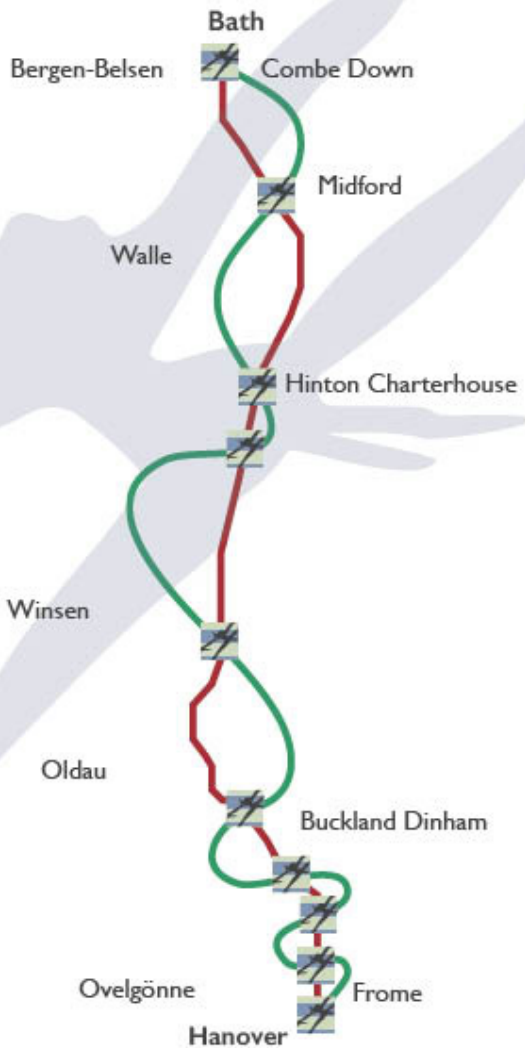 Bath
Bergen-Belsen
Combe Down
Midford
Walle
Hinton Charterhouse
Winsen
Oldau
Buckland Dinham
Ovelgönne
Frome
Hanover